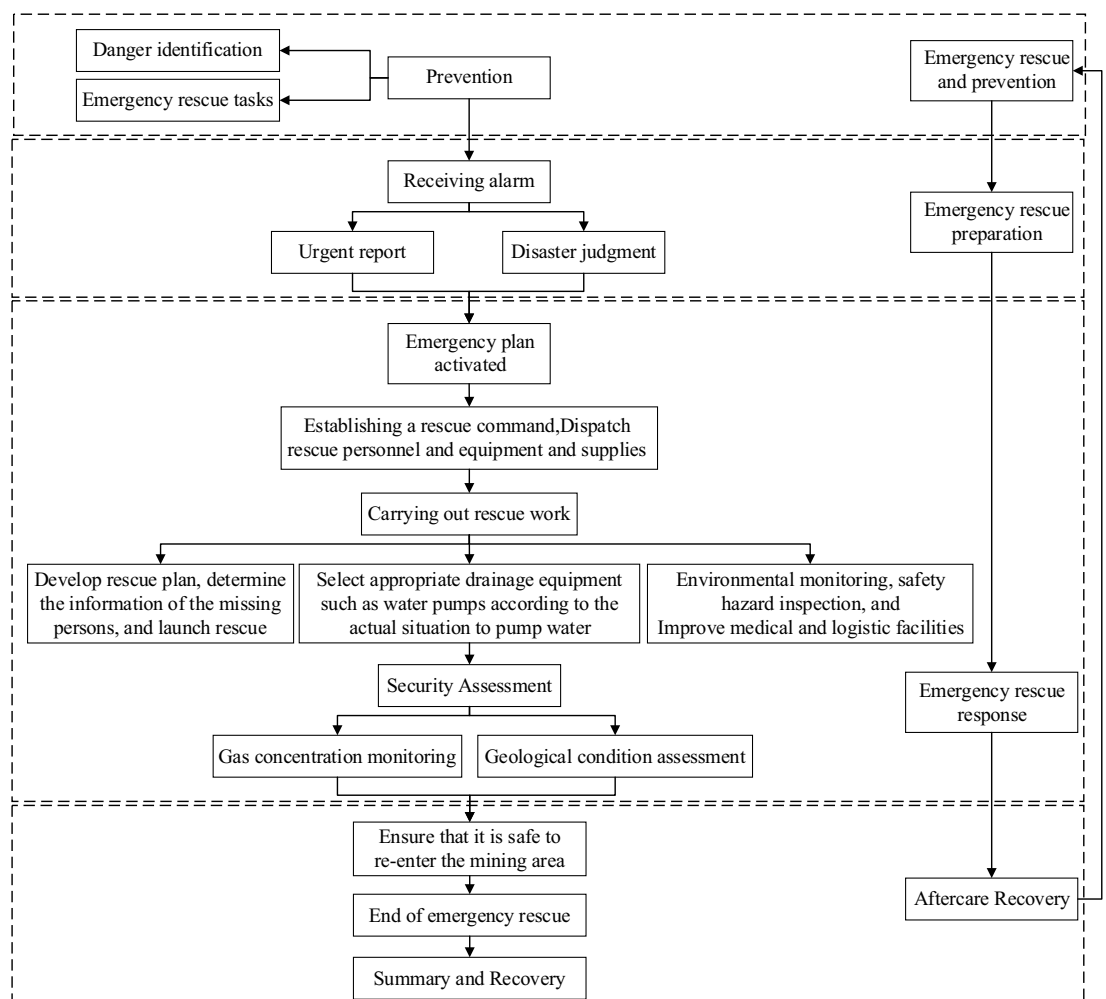 Danger identification
Emergency rescue tasks
Prevention
Emergency rescue
and prevention
Receiving alarm
Urgent report
Disaster judgment
Emergency rescue
preparation
Emergency plan
activated
Establishing a rescue command,Dispatch
rescue personnel and equipment and supplies
Carrying out rescue work
Develop rescue plan, determine
the information of the missing
persons, and launch rescue
Select appropriate drainage equipment
such as water pumps according to the
actual situation to pump water
Environmental monitoring, safety
hazard inspection, and
Improve medical and logistic facilities
Security Assessment
Gas concentration monitoring
Geological condition assessment
Emergency rescue
response
Ensure that it is safe to
re-enter the mining area
End of emergency rescue
Summary and Recovery
Aftercare Recovery